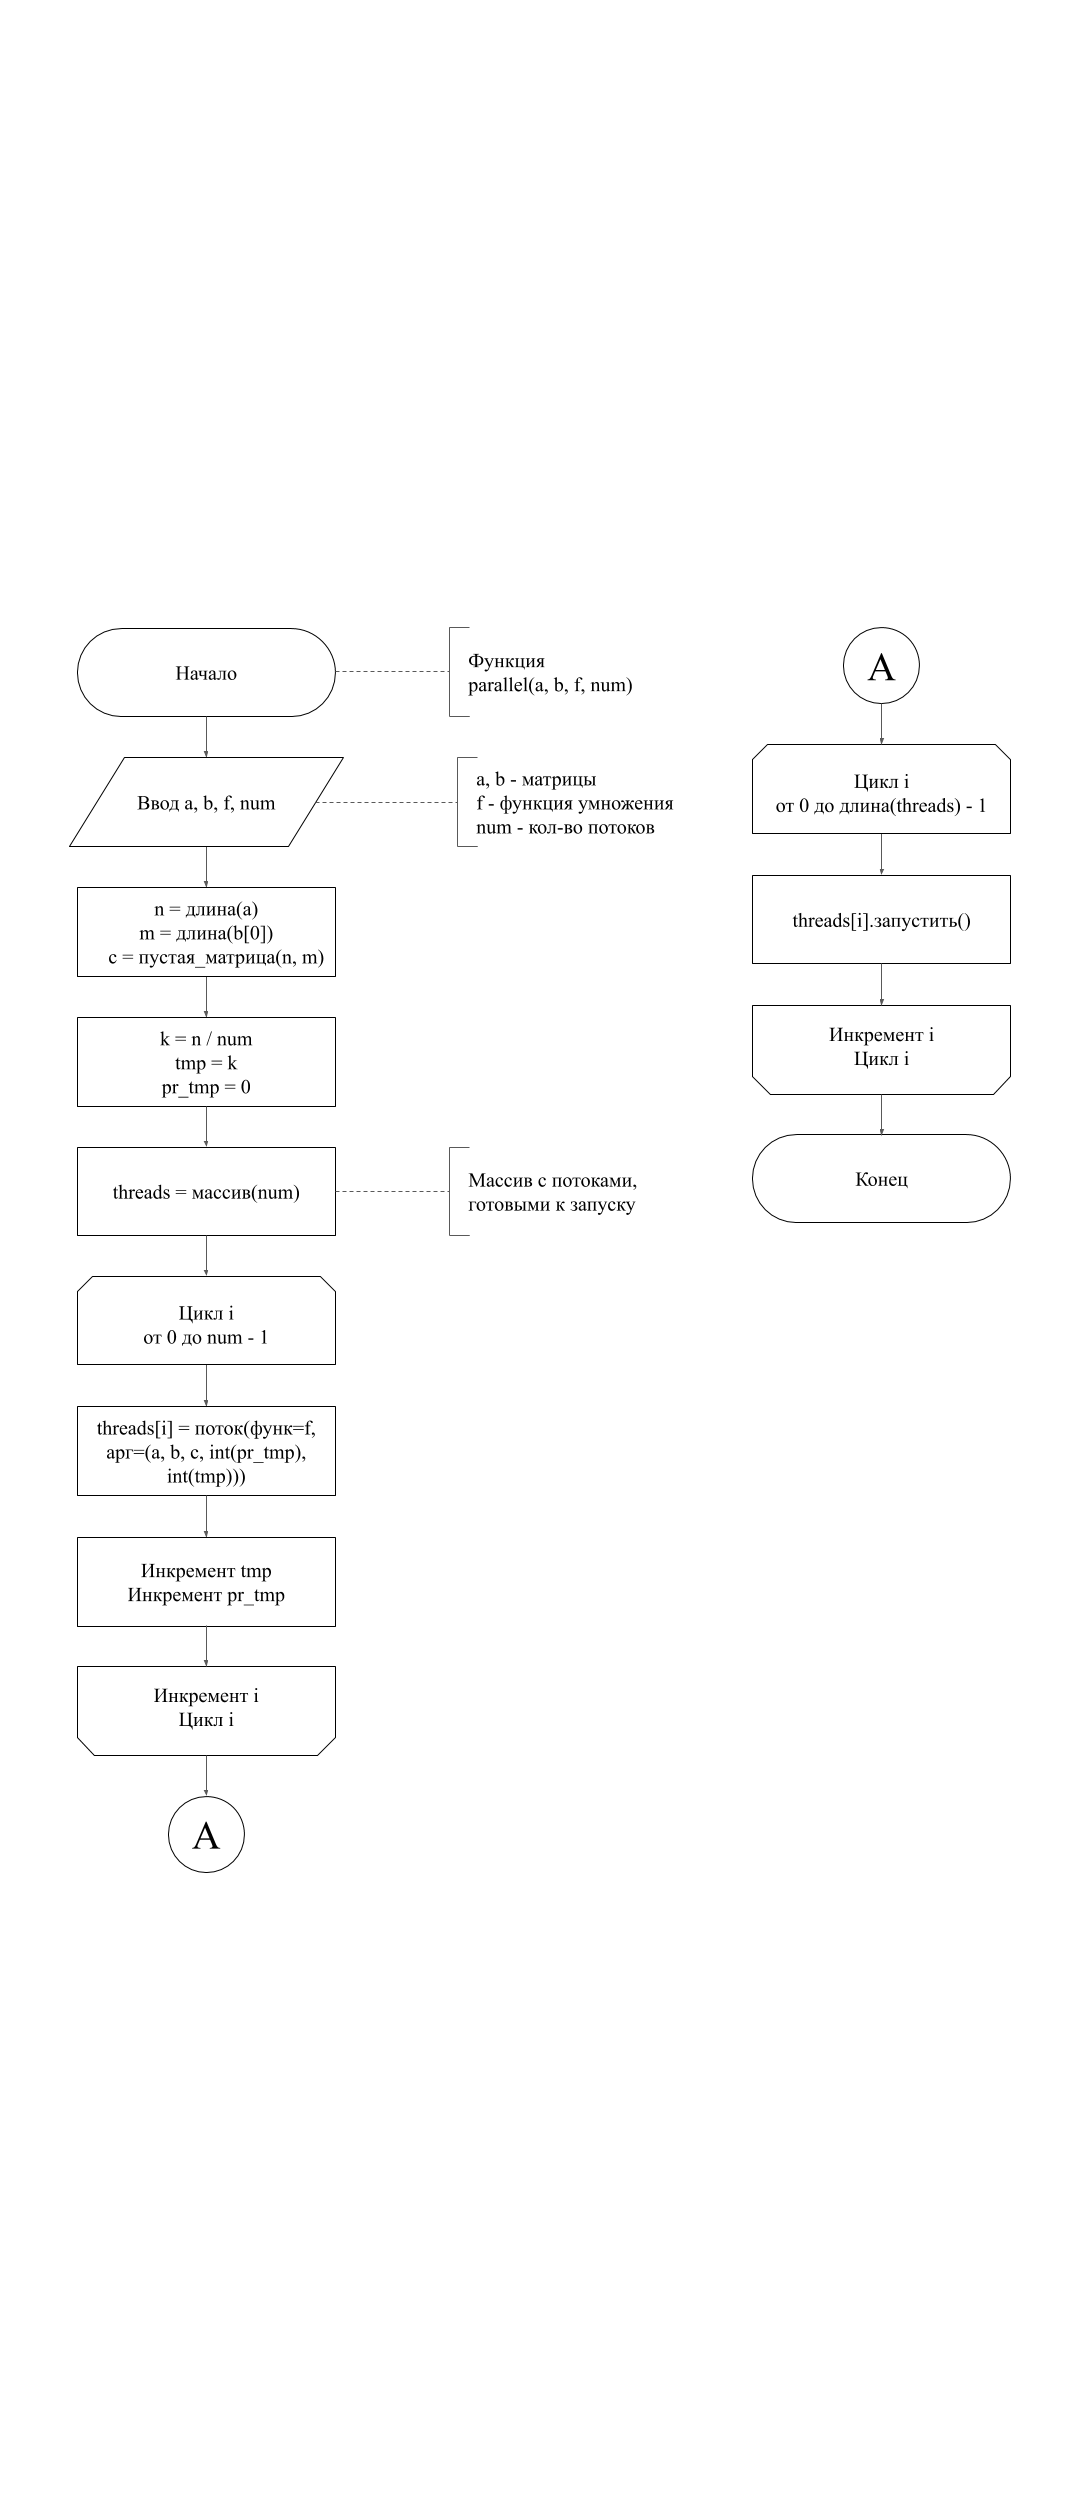 Начало
Функция
parallel(a, b, f, num)
Ввод a, b, f, num
a, b - матрицы
f - функция умножения
num - кол-во потоков
n = длина(a)
m = длина(b[0])
c = пустая_матрица(n, m)
k = n / num
tmp = k
pr_tmp = 0
threads = массив(num)
Массив с потоками,
готовыми к запуску
Цикл i
от 0 до num - 1
threads[i] = поток(функ=f,
арг=(a, b, c, int(pr_tmp),
int(tmp)))
Инкремент tmp
Инкремент pr_tmp
Инкремент i
Цикл i
A
A
Цикл i
от 0 до длина(threads) - 1
threads[i].запустить()
Инкремент i
Цикл i
Конец